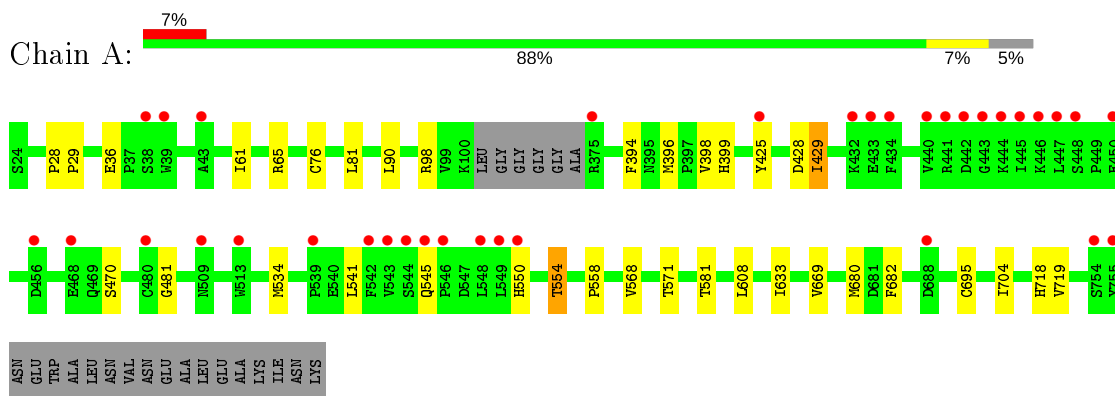 7%
Chain A:
88% 7% 5%
S24 P28 P29 E36 P37 S38 W39 A43 I61 R65 C76 L81 L90 R98 V99 K100 LEU GLY GLY GLY GLY ALA R375 F394 N395 M396 P397 V398 H399 Y425 D428 I429 K432 E433 F434 V440 R441 D442 G443 K444 I445 K446 L447 S448 P449 E450
D456 E468 Q469 S470 C480 G481 N509 W513 M534 P539 E540 L541 F542 V543 S544 Q545 P546 D547 L548 L549 H550 T554 P558 V568 T571 T581 L608 I633 V669 M680 D681 F682 D688 C695 I704 H718 V719 S754 Y755
ASN GLU TRP ALA LEU ASN VAL ASN GLU ALA LEU GLU ALA LYS ILE ASN LYS